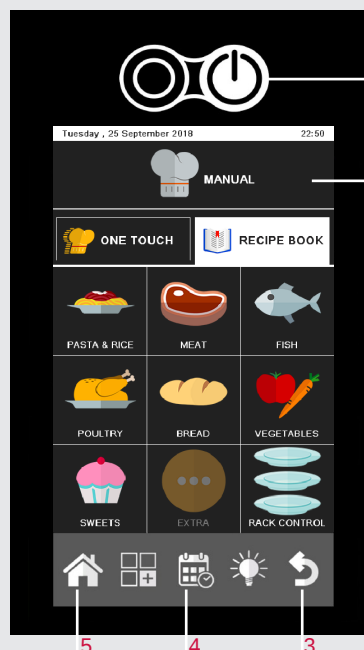 Tuesday , 25 September 2018 22:50
MANUAL
ONE TOUCH RECIPE BOOK
PASTA & RICE MEAT FISH
POULTRY BREAD VEGETABLES
SWEETS EXTRA RACK CONTROL
5 4 3